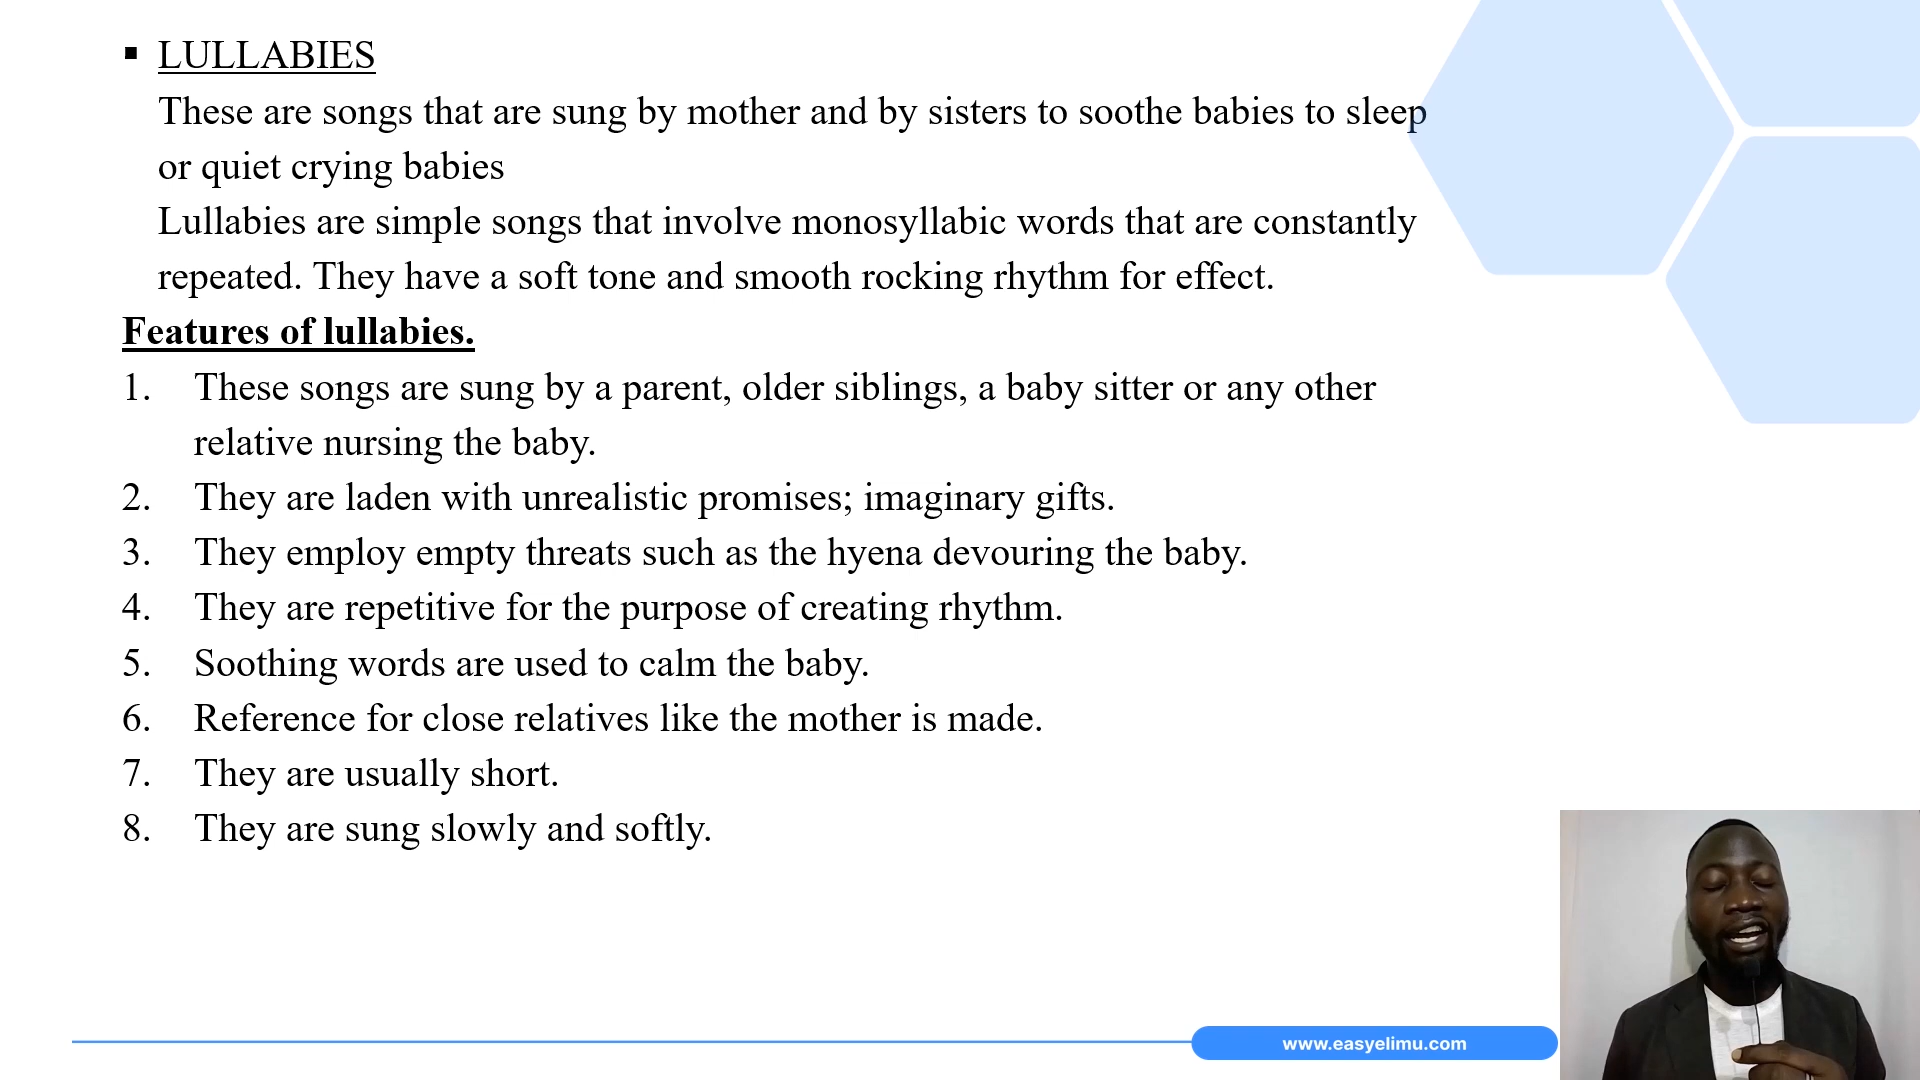 ▪ LULLABIES
These are songs that are sung by mother and by sisters to soothe babies to sleep
or quiet crying babies
Lullabies are simple songs that involve monosyllabic words that are constantly
repeated. They have a soft tone and smooth rocking rhythm for effect.
Features of lullabies.
1. These songs are sung by a parent, older siblings, a baby sitter or any other
relative nursing the baby.
2. They are laden with unrealistic promises; imaginary gifts.
3. They employ empty threats such as the hyena devouring the baby.
4. They are repetitive for the purpose of creating rhythm.
5. Soothing words are used to calm the baby.
6. Reference for close relatives like the mother is made.
7. They are usually short.
8. They are sung slowly and softly.
www.easyelimu.com